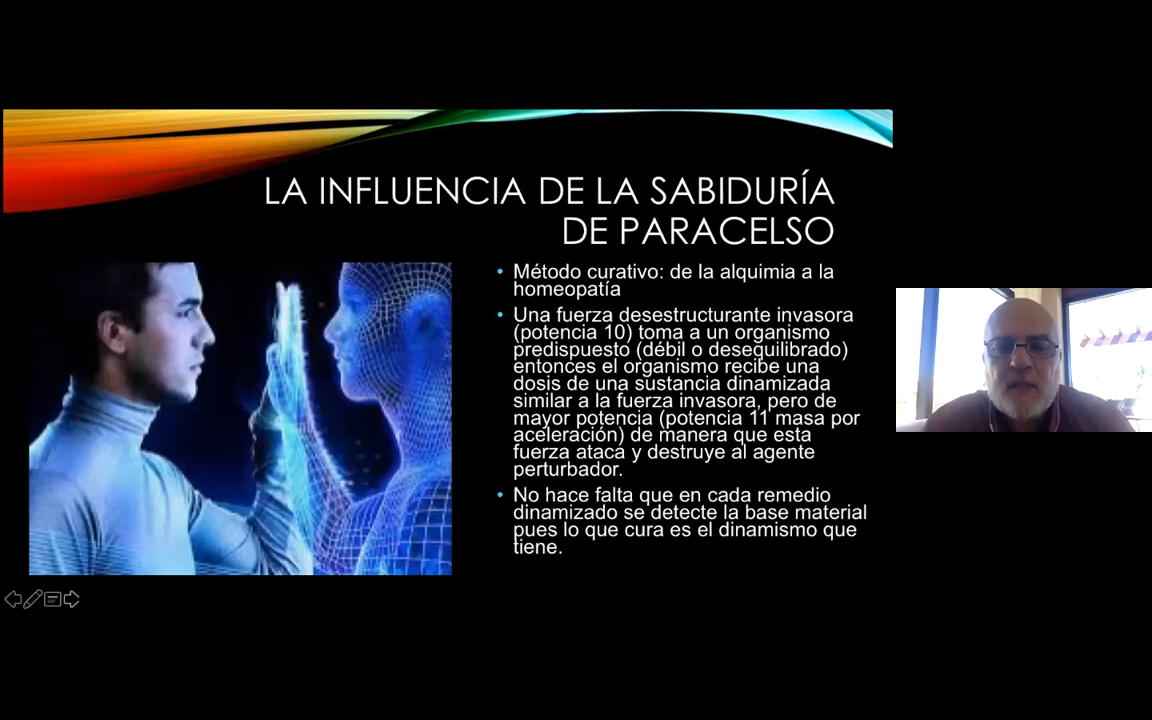 LA INFLUENCIA DE LA SABIDURÍA
DE PARACELSO
• Método curativo: de la alquimia a la
homeopatía
• Una fuerza desestructurante invasora
(potencia 10) toma a un organismo
predispuesto (débil o desequilibrado)
entonces el organismo recibe una
dosis de una sustancia dinamizada
similar a la fuerza invasora, pero de
mayor potencia (potencia 11 masa por
aceleración) de manera que esta
fuerza ataca y destruye al agente
perturbador.
• No hace falta que en cada remedio
dinamizado se detecte la base material
pues lo que cura es el dinamismo que
tiene.